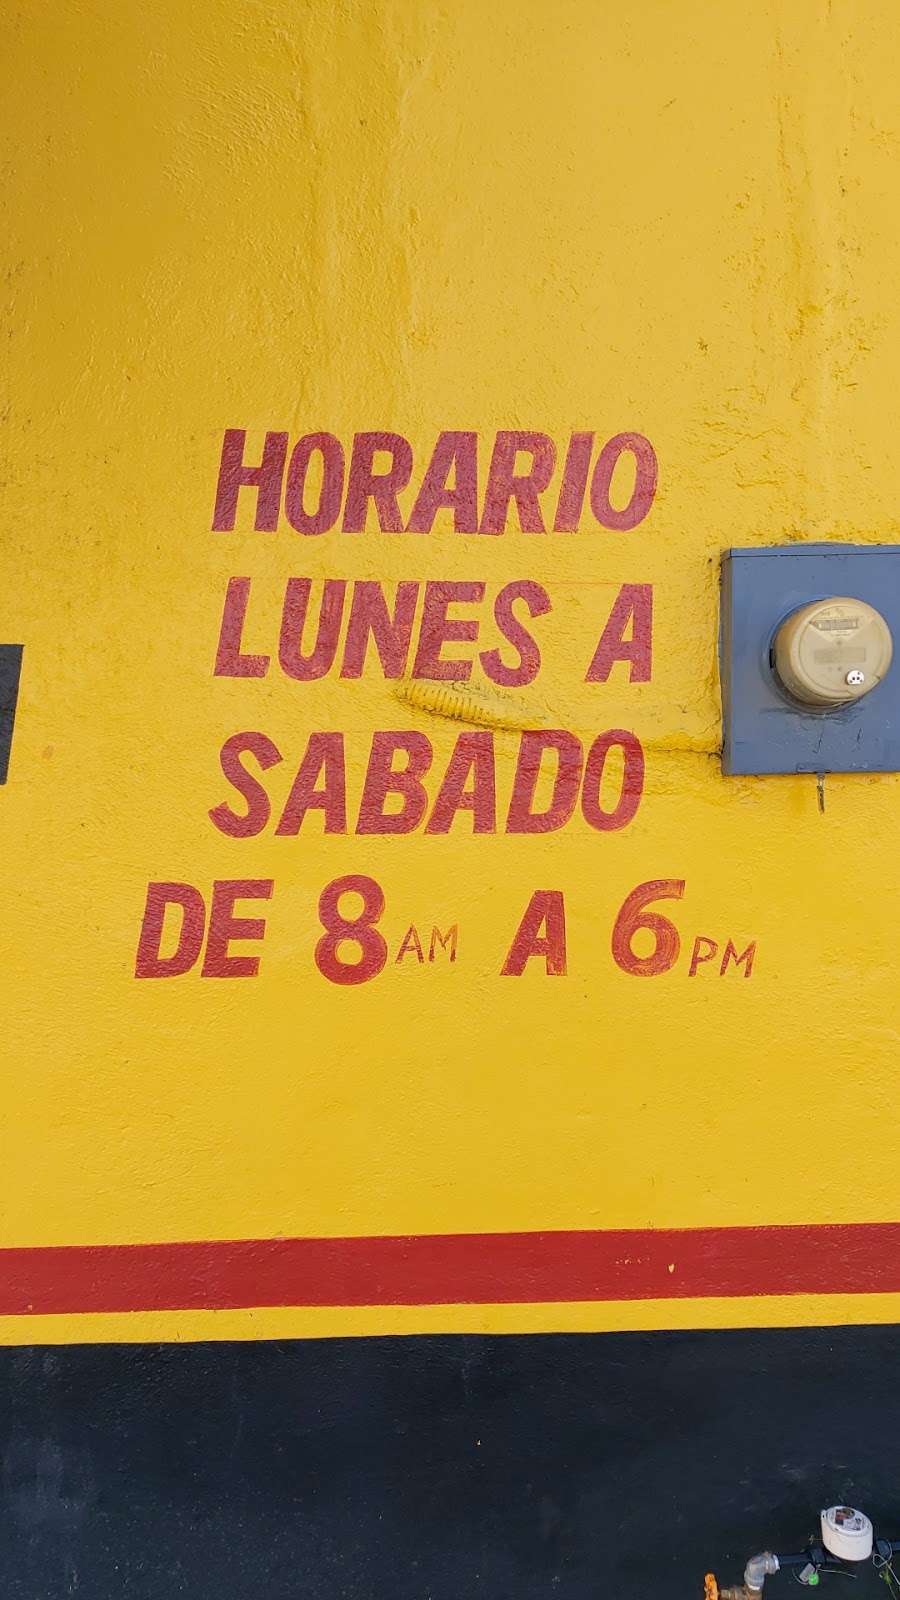 HORARIO
LUNES A
SABADO
DE 8AM A 6PM